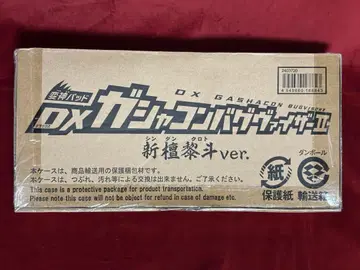 DX GASHACON BUGVISOR II
変神パッド
DXガシャコンバグヴァイザーII
シン ダン クロト
新檀黎斗 ver.
本ケースは、商品輸送用の保護梱包材です。
本ケースには、つぶれ、汚れ等による交換は出来ません。ご了承ください。
This case is a protective package for product transportation.
Please note this case will not be object for refund in case of damage etc.
紙
保護紙
ダンボール
輸送箱